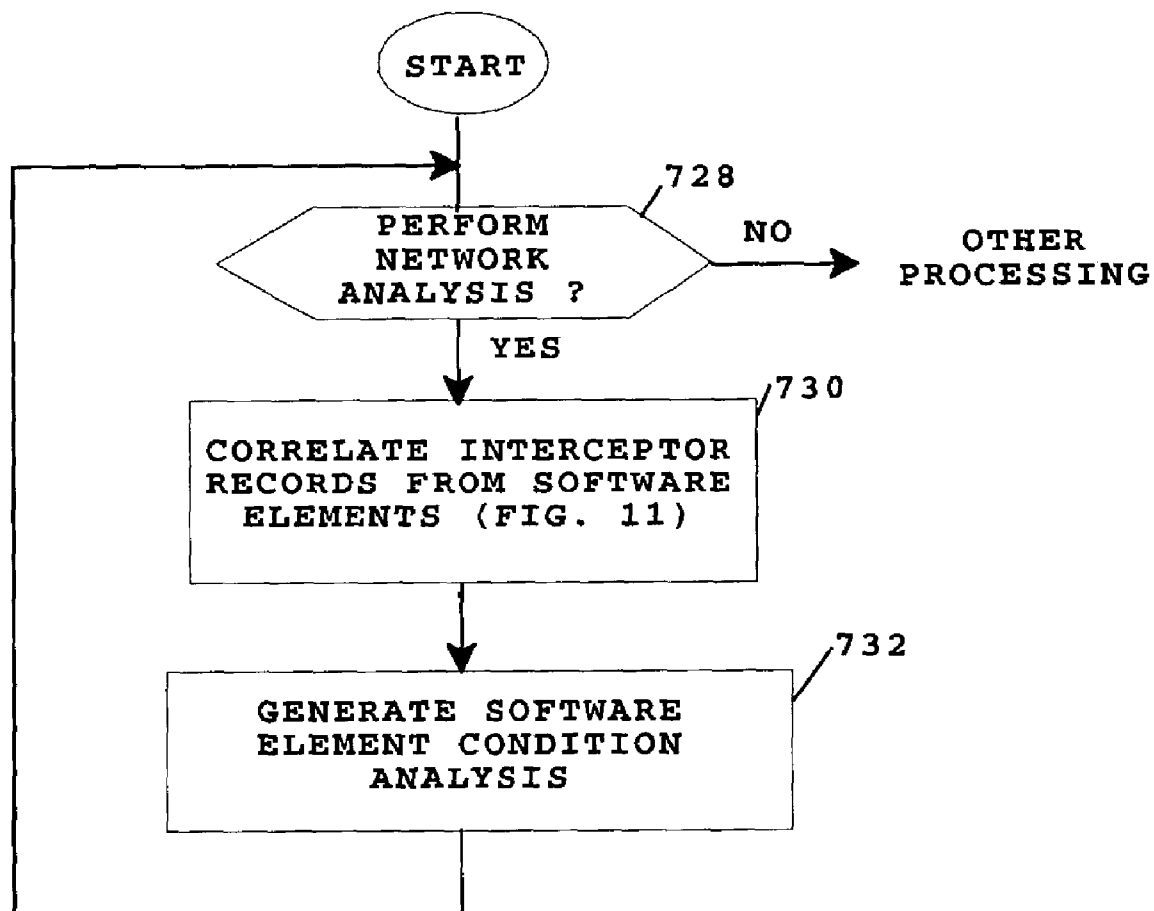 START
728
PERFORM
NETWORK
ANALYSIS ?
NO
OTHER
PROCESSING
YES
730
CORRELATE INTERCEPTOR
RECORDS FROM SOFTWARE
ELEMENTS (FIG. 11)
732
GENERATE SOFTWARE
ELEMENT CONDITION
ANALYSIS